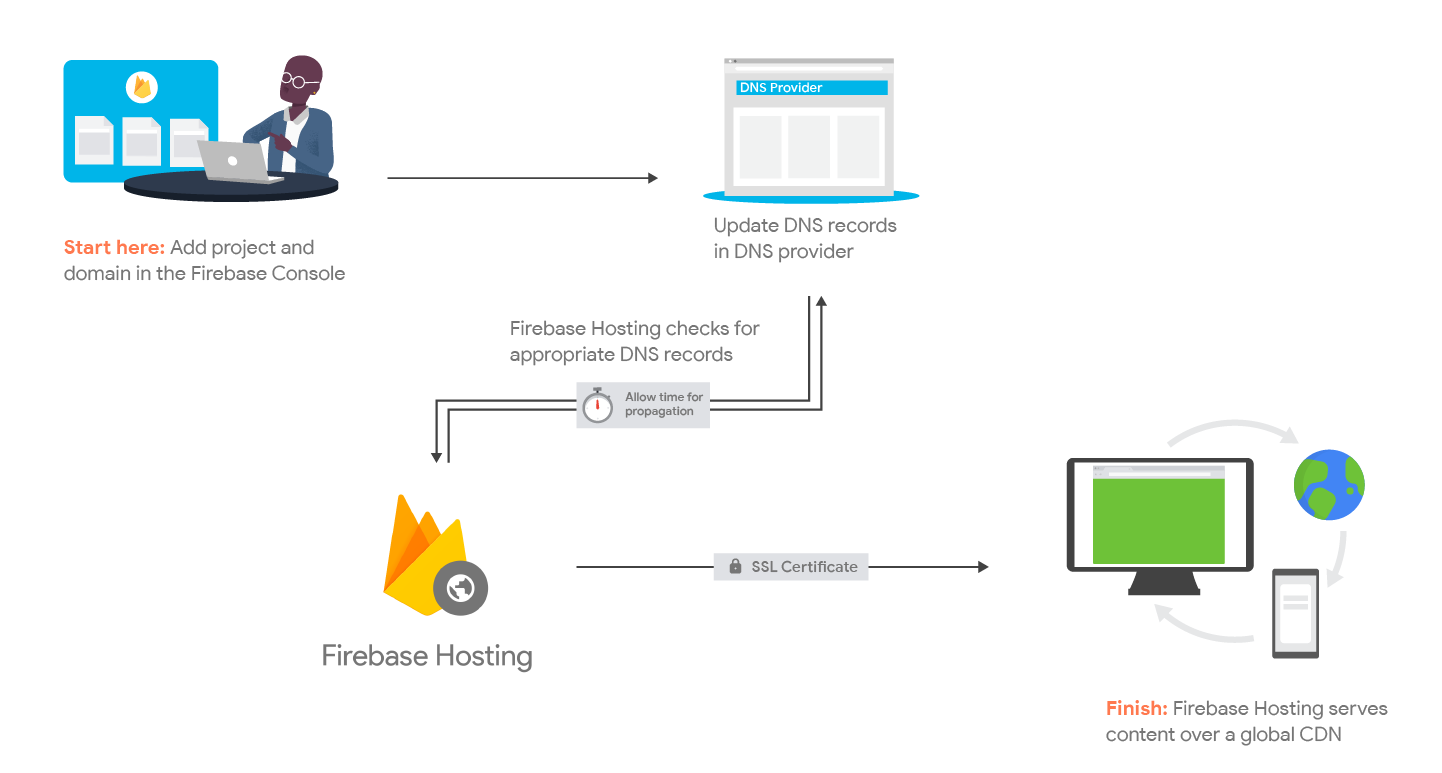 DNS Provider
Start here: Add project and
domain in the Firebase Console
Update DNS records
in DNS provider
Firebase Hosting checks for
appropriate DNS records
Allow time for
propagation
SSL Certificate
Firebase Hosting
Finish: Firebase Hosting serves
content over a global CDN